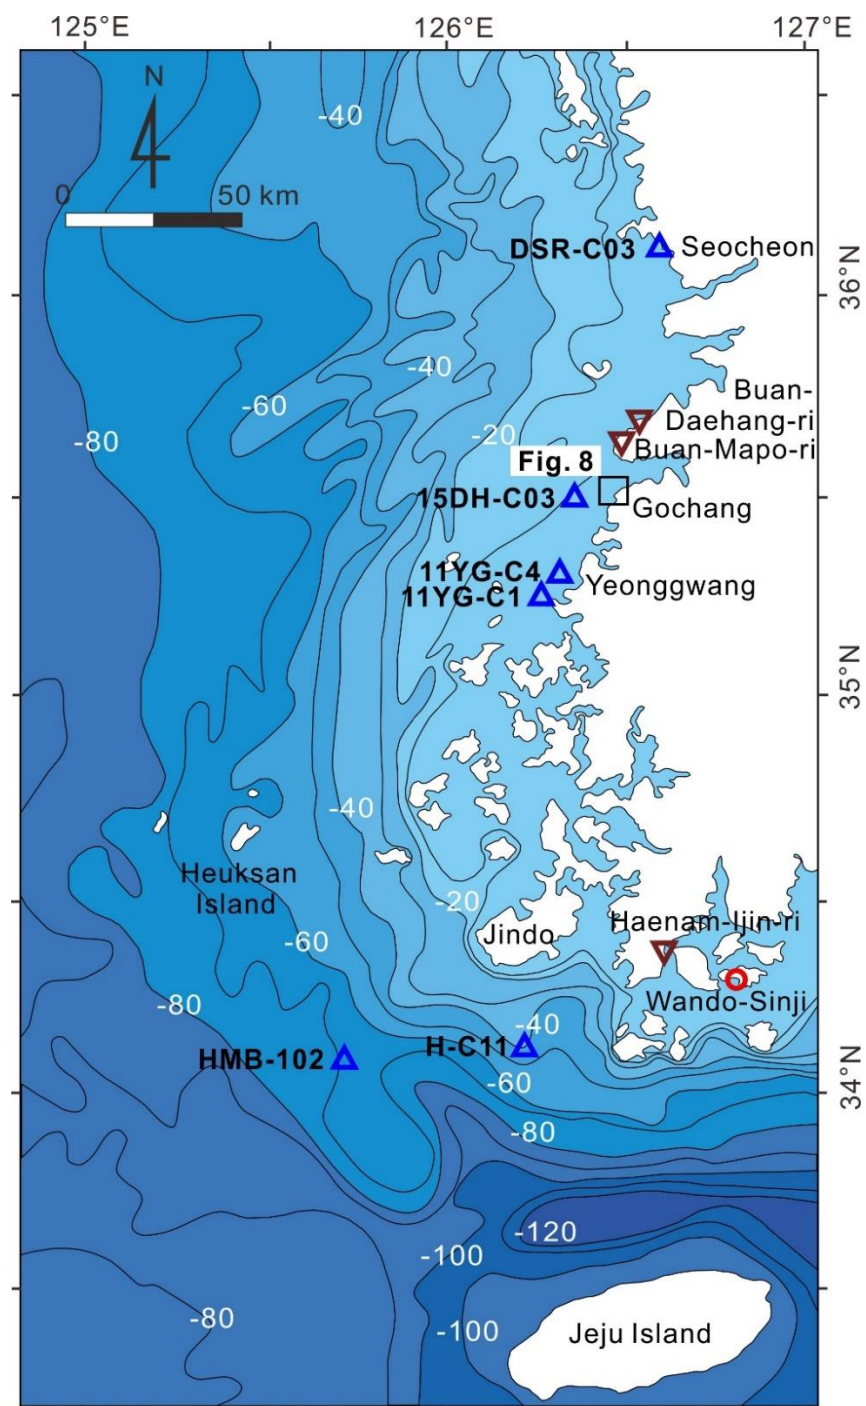 125°E
126°E
127°E
N
-40
0
50 km
DSR-C03
Seocheon
36°N
-40
Buan-
-60
Daehang-ri
-80
-20
Buan-Mapo-ri
Fig. 8
15DH-C03
Gochang
11YG-C4
Yeonggwang
11YG-C1
35°N
-40
Heuksan
Island
-20
Haenam-Ijin-ri
Jindo
-60
Wando-Sinji
-80
-40
H-C11
HMB-102
-60
34°N
-80
-120
-100
-80
-100
Jeju Island